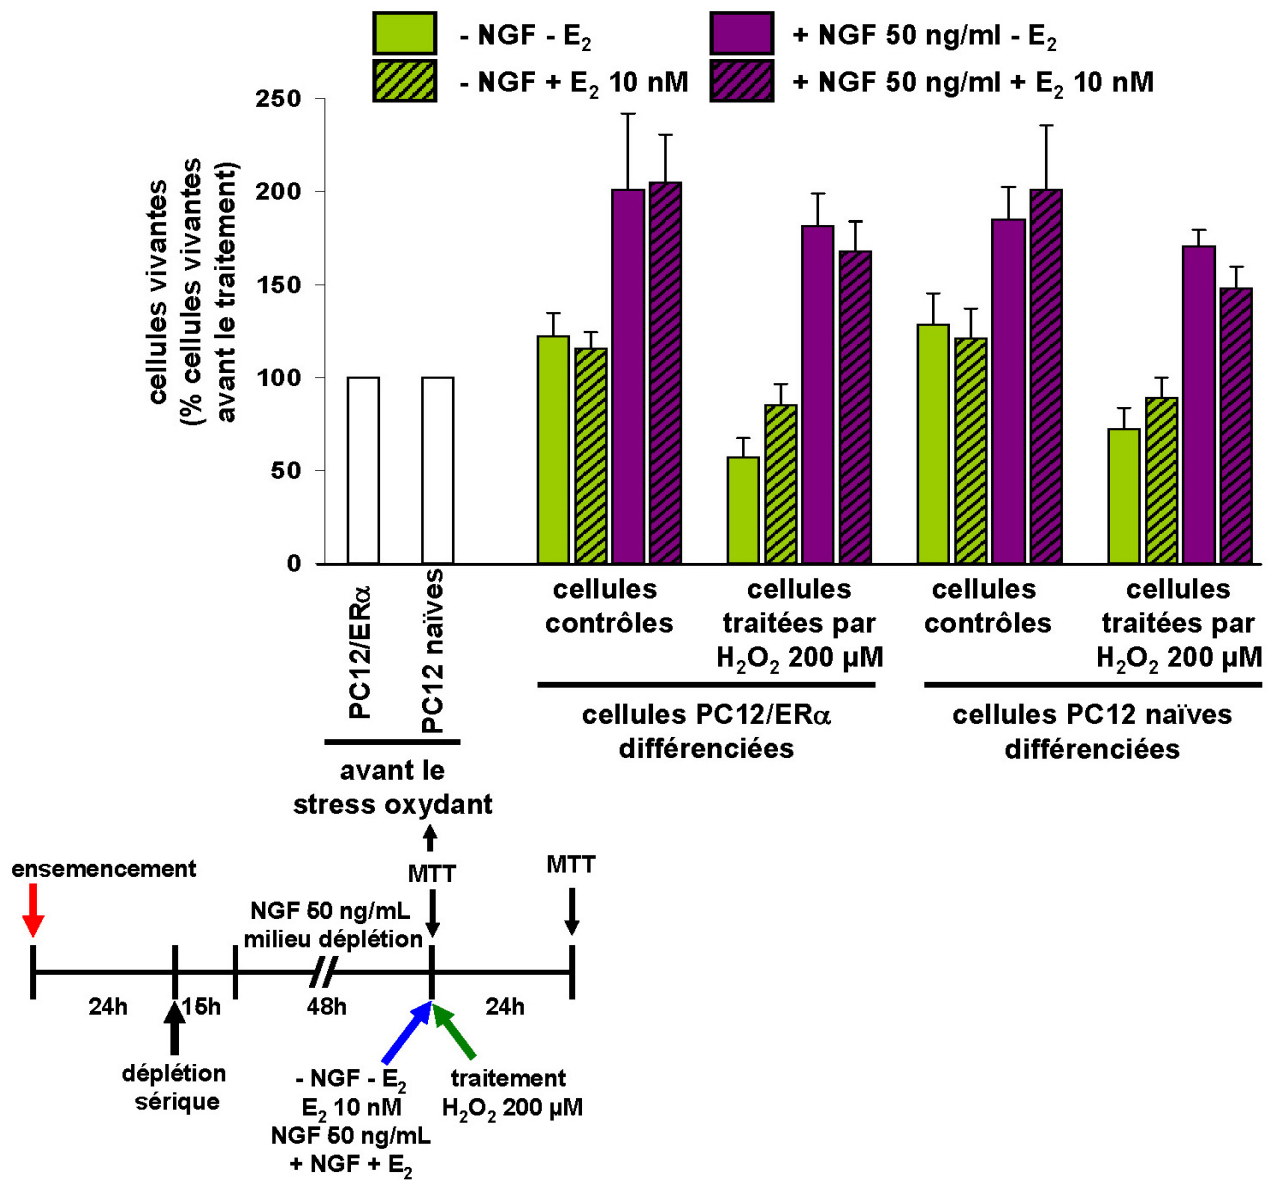 - NGF - E₂
+ NGF 50 ng/ml - E₂
- NGF + E₂ 10 nM
+ NGF 50 ng/ml + E₂ 10 nM
cellules vivantes
(% cellules vivantes
avant le traitement)
250
200
150
100
50
0
PC12/ERα
PC12 naïves
avant le
stress oxydant
cellules
contrôles
cellules
traitées par
H₂O₂ 200 µM
cellules
contrôles
cellules
traitées par
H₂O₂ 200 µM
cellules PC12/ERα
différenciées
cellules PC12 naïves
différenciées
ensemencement
MTT
MTT
NGF 50 ng/mL
milieu déplétion
24h
15h
48h
24h
déplétion
sérique
- NGF - E₂
E₂ 10 nM
NGF 50 ng/mL
+ NGF + E₂
traitement
H₂O₂ 200 µM